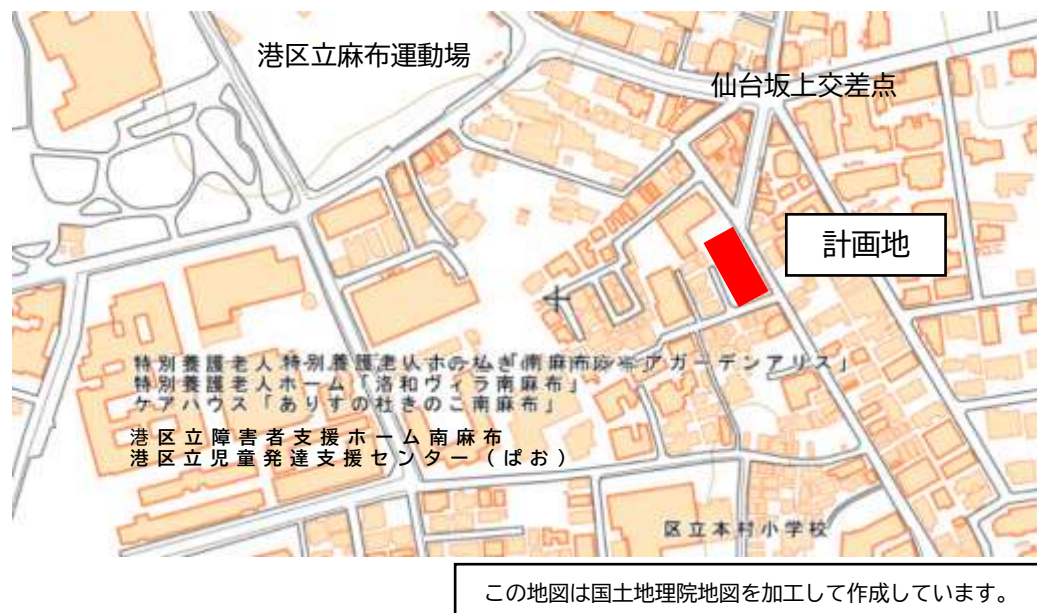 港区立麻布運動場
仙台坂上交差点
計画地
特別養護老人
特別養護老人ホーム「洛和ヴィラ南麻布」
ケアハウス「ありすの杜きのこ南麻布」
港区立障害者支援ホーム南麻布
港区立児童発達支援センター（ぱお）
区立本村小学校
この地図は国土地理院地図を加工して作成しています。